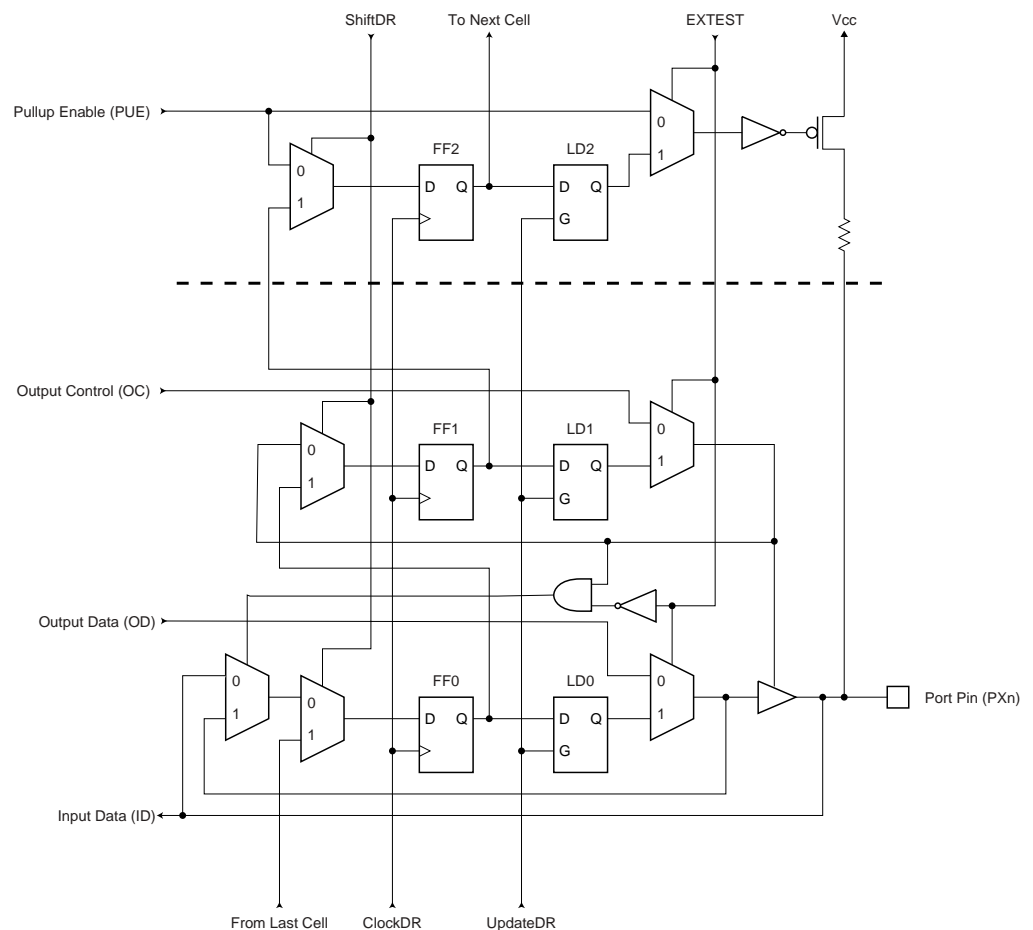 ShiftDR To Next Cell EXTEST Vcc
Pullup Enable (PUE)
0
1
FF2
D Q
LD2
D Q
G
0
1
Output Control (OC)
0
1
FF1
D Q
LD1
D Q
G
0
1
Output Data (OD)
0
1
0
1
FF0
D Q
LD0
D Q
G
0
1
Port Pin (PXn)
Input Data (ID)
From Last Cell ClockDR UpdateDR